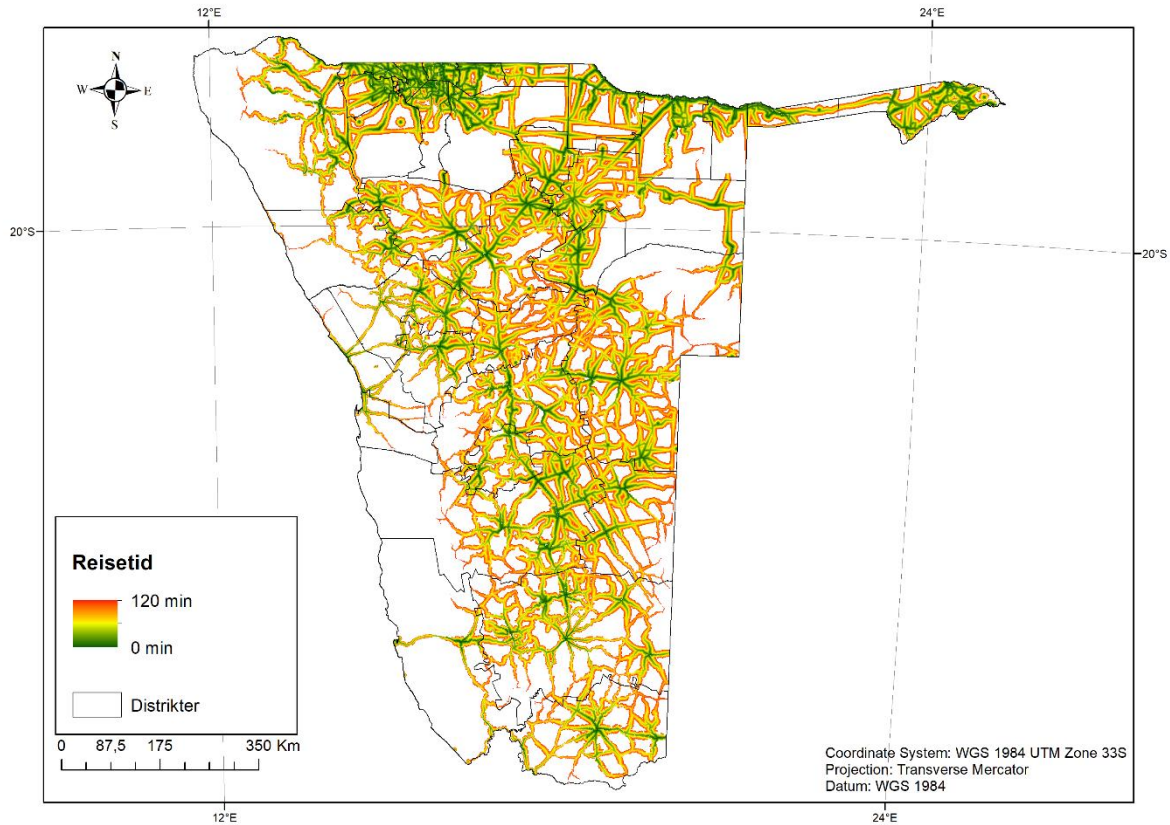 12°E
24°E
N
W E
S
20°S
20°S
Reisetid
120 min
0 min
Distrikter
0 87,5 175 350 Km
Coordinate System: WGS 1984 UTM Zone 33S
Projection: Transverse Mercator
Datum: WGS 1984
12°E
24°E